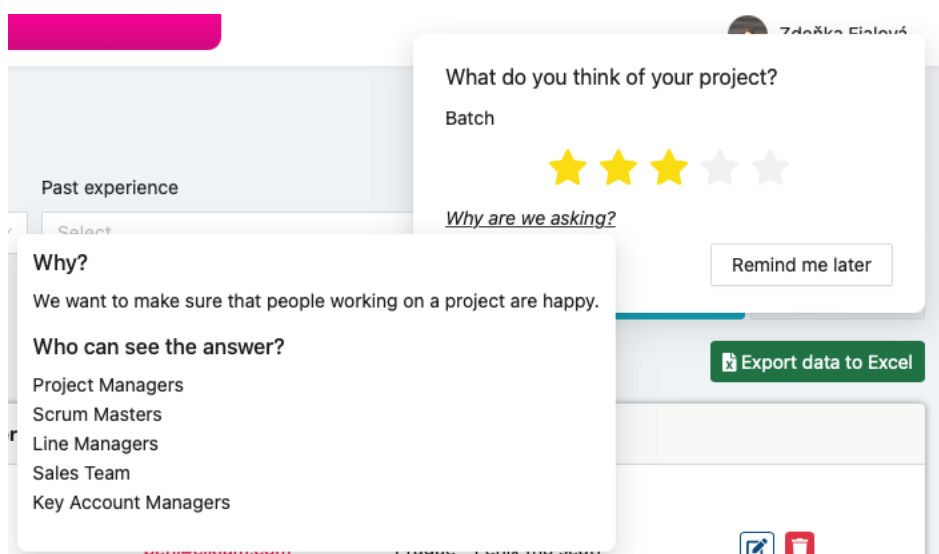 Zdeňka Fialová
What do you think of your project?
Batch
Past experience
Select
Why are we asking?
Remind me later
Why?
We want to make sure that people working on a project are happy.
Who can see the answer?
Project Managers
Scrum Masters
Line Managers
Sales Team
Key Account Managers
Export data to Excel